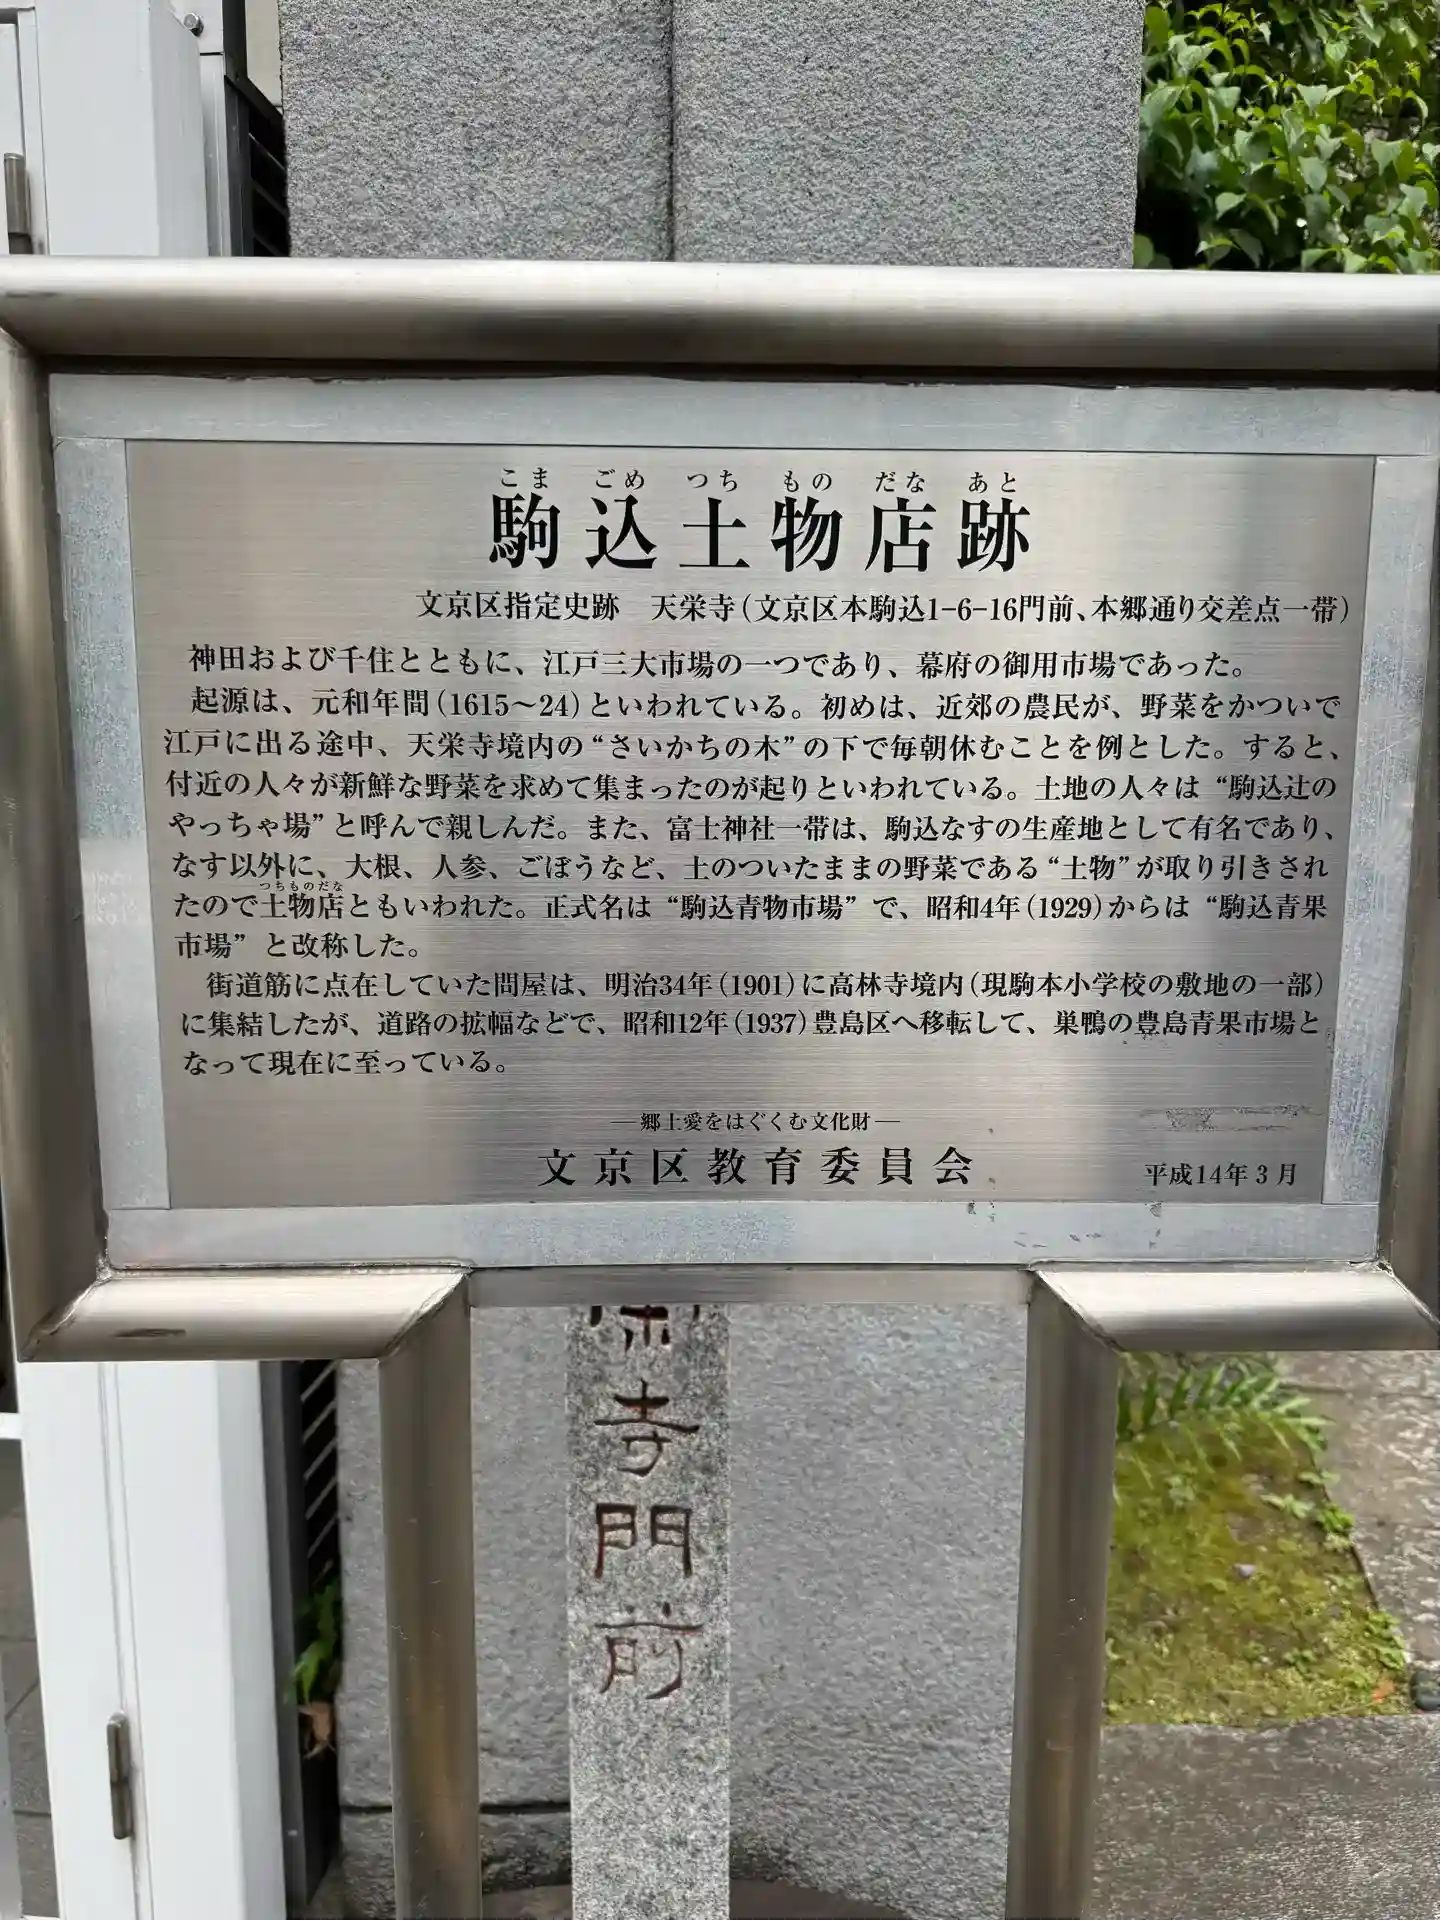 こま ごめ つち もの だな あと
駒込土物店跡
文京区指定史跡　天栄寺(文京区本駒込1-6-16門前、本郷通り交差点一帯)
神田および千住とともに、江戸三大市場の一つであり、幕府の御用市場であった。
起源は、元和年間(1615〜24)といわれている。初めは、近郊の農民が、野菜をかついで
江戸に出る途中、天栄寺境内の“さいかちの木”の下で毎朝休むことを例とした。すると、
付近の人々が新鮮な野菜を求めて集まったのが起りといわれている。土地の人々は“駒込辻の
やっちゃ場”と呼んで親しんだ。また、富士神社一帯は、駒込なすの生産地として有名であり、
なす以外に、大根、人参、ごぼうなど、土のついたままの野菜である“土物”が取り引きされ
つちものだな
たので土物店ともいわれた。正式名は“駒込青物市場”で、昭和4年(1929)からは“駒込青果
市場”と改称した。
街道筋に点在していた問屋は、明治34年(1901)に高林寺境内(現駒本小学校の敷地の一部)
に集結したが、道路の拡幅などで、昭和12年(1937)豊島区へ移転して、巣鴨の豊島青果市場と
なって現在に至っている。
―郷土愛をはぐくむ文化財―
文京区教育委員会
平成14年3月
寺門前